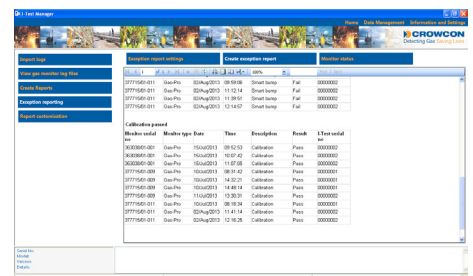 I-Test Manager
Home Data Management Information and Settings
CROWCON
Detecting Gas Saving Lives
Import logs
View gas monitor log files
Create Reports
Exception reporting
Report customisation
Exception report settings
Create exception report
Monitor status
1
100%
377715/01-011 Gas-Pro 02/Aug/2013 09:59:06 Smart bump Fail 00000002
377715/01-011 Gas-Pro 02/Aug/2013 11:12:14 Smart bump Fail 00000002
377715/01-011 Gas-Pro 02/Aug/2013 11:39:51 Smart bump Fail 00000002
377715/01-011 Gas-Pro 02/Aug/2013 12:14:57 Smart bump Fail 00000002
Calibration passed
Monitor serial no Monitor type Date Time Description Result I-Test serial no
363038/01-001 Gas-Pro 15/Jul/2013 09:52:53 Calibration Pass 00000002
363038/01-001 Gas-Pro 15/Jul/2013 10:07:42 Calibration Pass 00000002
363038/01-001 Gas-Pro 15/Jul/2013 11:07:05 Calibration Pass 00000002
377715/01-009 Gas-Pro 10/Jul/2013 08:31:42 Calibration Pass 00000001
377715/01-009 Gas-Pro 10/Jul/2013 14:32:21 Calibration Pass 00000001
377715/01-009 Gas-Pro 10/Jul/2013 14:48:14 Calibration Pass 00000001
377715/01-009 Gas-Pro 11/Jul/2013 13:30:31 Calibration Pass 00000002
377715/01-011 Gas-Pro 10/Jul/2013 08:18:34 Calibration Pass 00000001
377715/01-011 Gas-Pro 02/Aug/2013 11:41:14 Calibration Pass 00000002
377715/01-011 Gas-Pro 02/Aug/2013 12:16:35 Calibration Pass 00000002
Serial No:
Model:
Version:
Details: